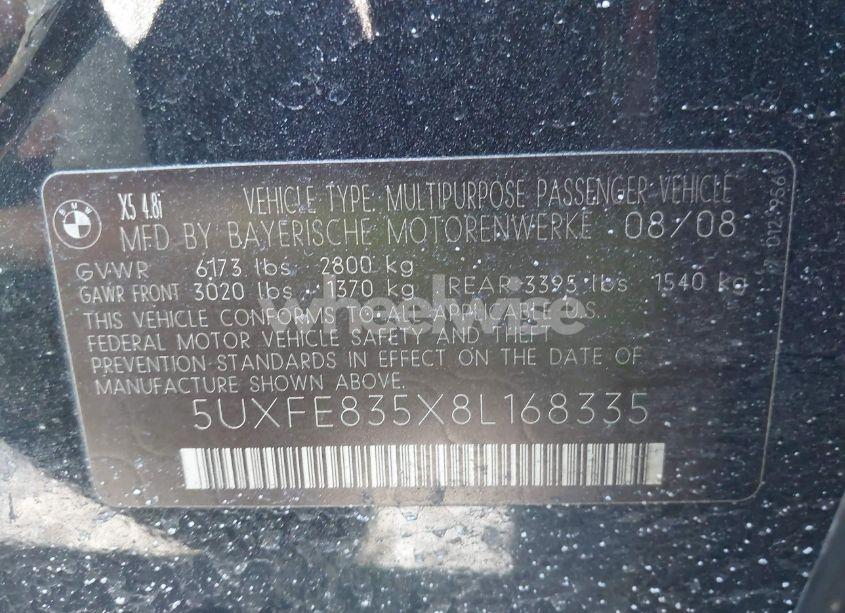 BMW
X5 4.8i
VEHICLE TYPE: MULTIPURPOSE PASSENGER VEHICLE
MFD BY BAYERISCHE MOTORENWERKE 08/08
GVWR 6173 lbs 2800 kg
GAWR FRONT 3020 lbs 1370 kg REAR 3395 lbs 1540 kg
THIS VEHICLE CONFORMS TO ALL APPLICABLE U.S.
FEDERAL MOTOR VEHICLE SAFETY AND THEFT
PREVENTION STANDARDS IN EFFECT ON THE DATE OF
MANUFACTURE SHOWN ABOVE.
5UXFE835X8L168335
wheelwise